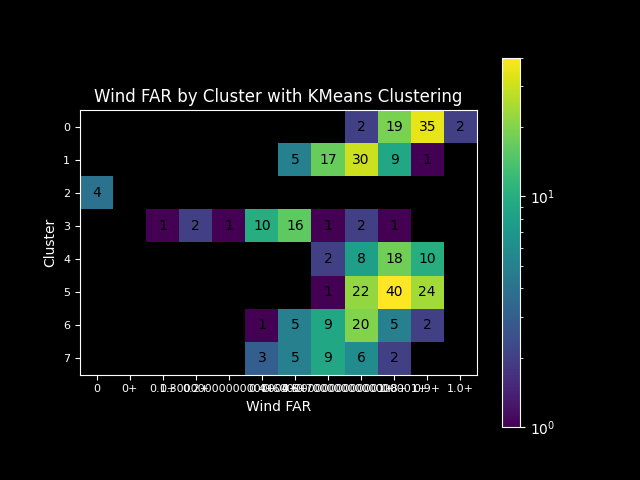 Wind FAR by Cluster with KMeans Clustering
0 2 19 35 2
1 5 17 30 9 1
2 4
3 1 2 1 10 16 1 2 1
4 2 8 18 10
5 1 22 40 24
6 1 5 9 20 5 2
7 3 5 9 6 2
Cluster
0 0+ 0.9+ 1.0+
Wind FAR
10¹
10⁰